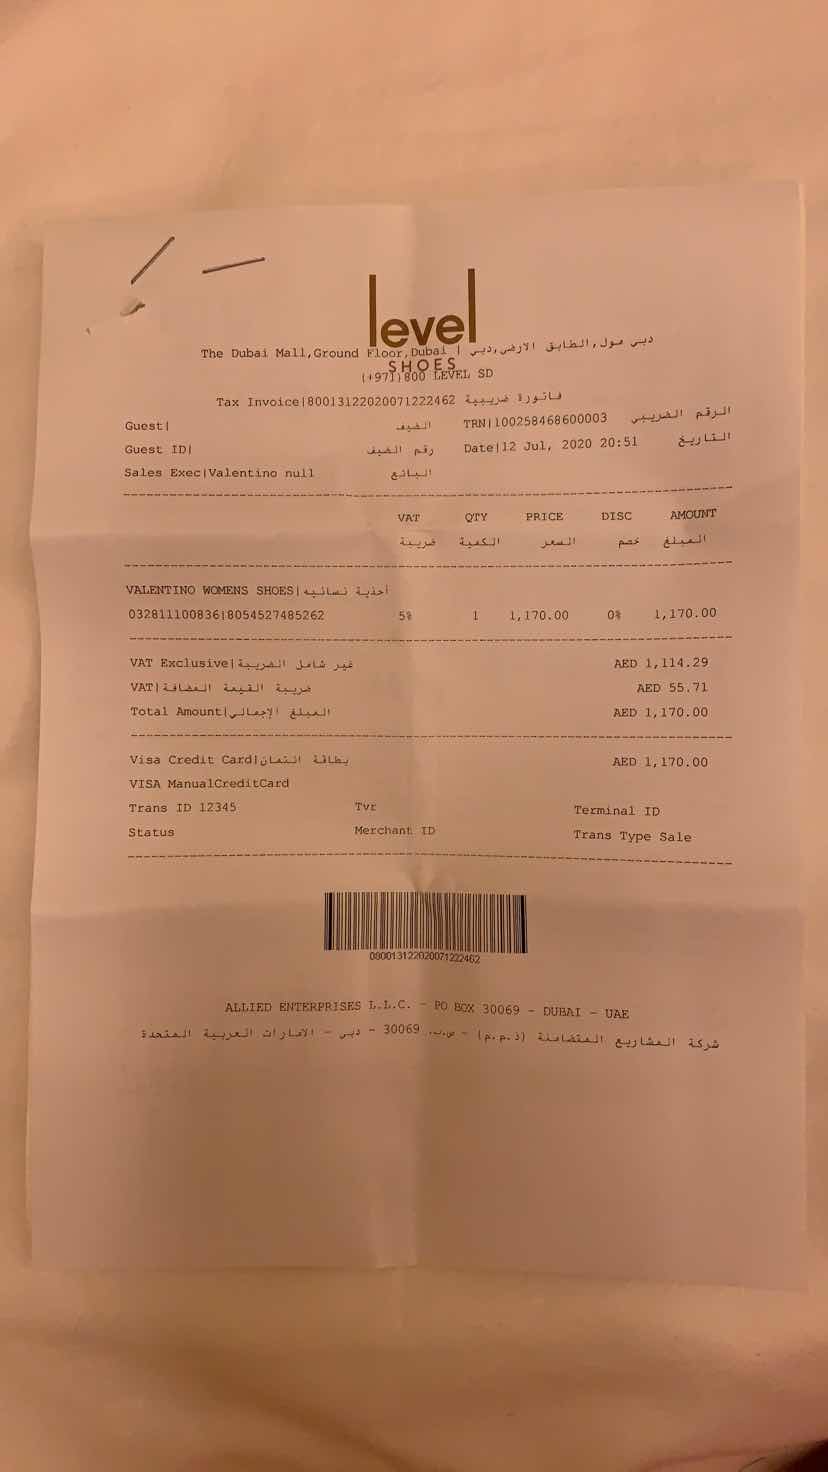 level
The Dubai Mall,Ground Floor,Dubai | دبي مول,الطابق الارضي,دبي
SHOES
(+971)800 LEVEL SD
Tax Invoice|80013122020071222462 فاتورة ضريبية
Guest| الضيف TRN|100258468600003 الرقم الضريبي
Guest ID| رقم الضيف Date|12 Jul, 2020 20:51 التاريخ
Sales Exec|Valentino null البائع
VAT QTY PRICE DISC AMOUNT
ضريبة الكمية السعر خصم المبلغ
VALENTINO WOMENS SHOES|أحذية نسائيه
032811100836|8054527485262 5% 1 1,170.00 0% 1,170.00
VAT Exclusive|غير شامل الضريبة AED 1,114.29
VAT|ضريبة القيمة المضافة AED 55.71
Total Amount|المبلغ الإجمالي AED 1,170.00
Visa Credit Card|بطاقة ائتمان AED 1,170.00
VISA ManualCreditCard
Trans ID 12345 Tvr Terminal ID
Status Merchant ID Trans Type Sale
080013122020071222462
ALLIED ENTERPRISES L.L.C. - PO BOX 30069 - DUBAI - UAE
شركة المشاريع المتضامنة (ذ.م.م) - ص.ب. 30069 - دبي - الامارات العربية المتحدة